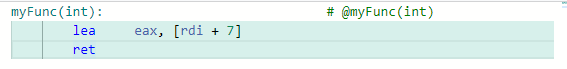 myFunc(int):                            # @myFunc(int)
        lea     eax, [rdi + 7]
        ret